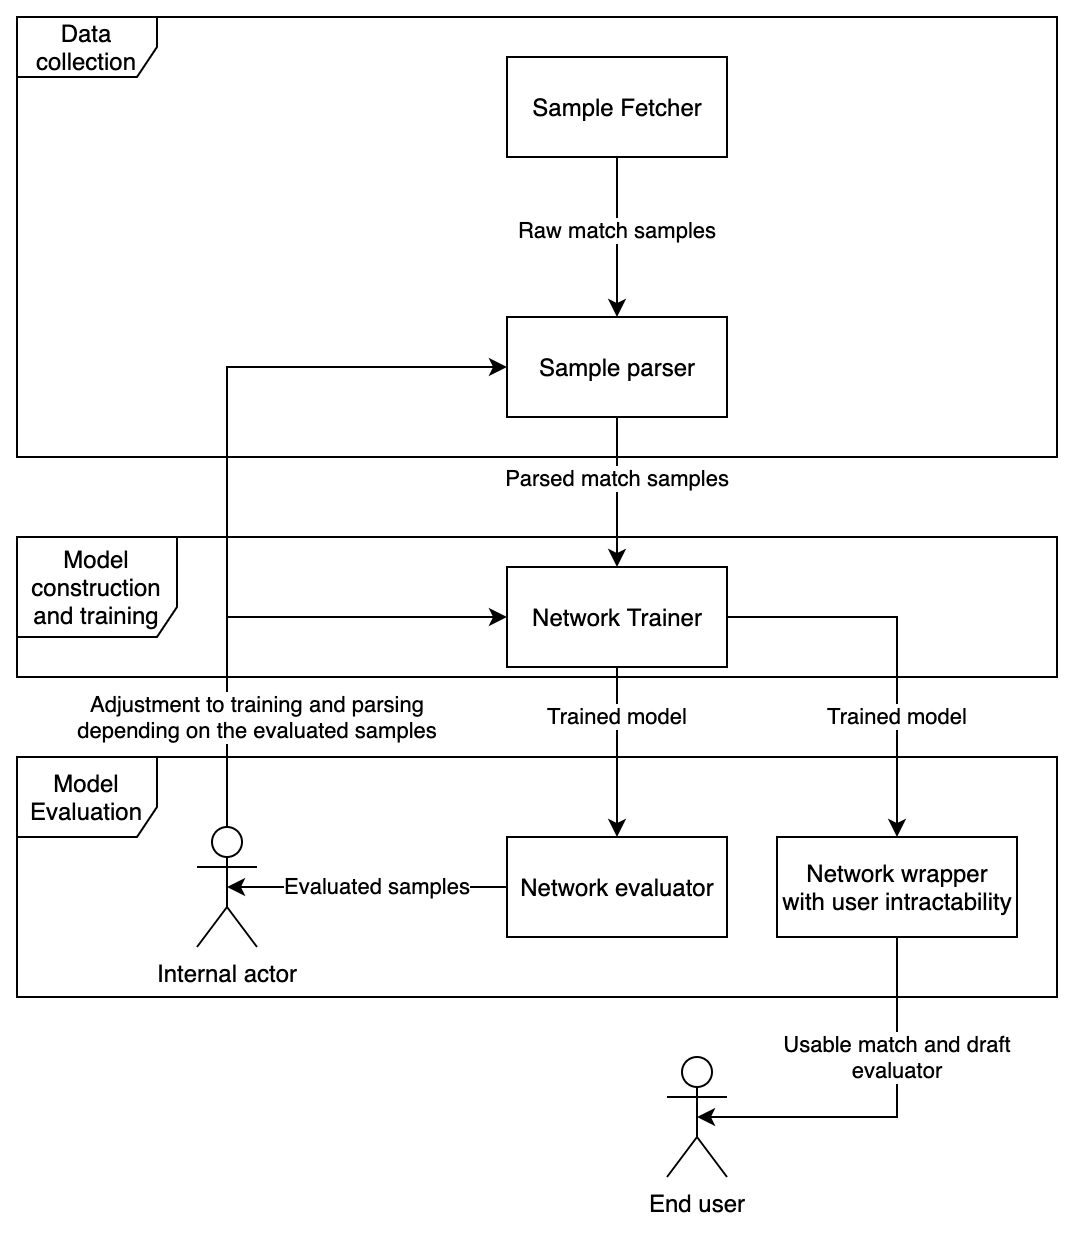 Data
collection
Sample Fetcher
Raw match samples
Sample parser
Parsed match samples
Model
construction
and training
Network Trainer
Adjustment to training and parsing
depending on the evaluated samples
Trained model
Trained model
Model
Evaluation
Evaluated samples
Network evaluator
Network wrapper
with user intractability
Internal actor
Usable match and draft
evaluator
End user